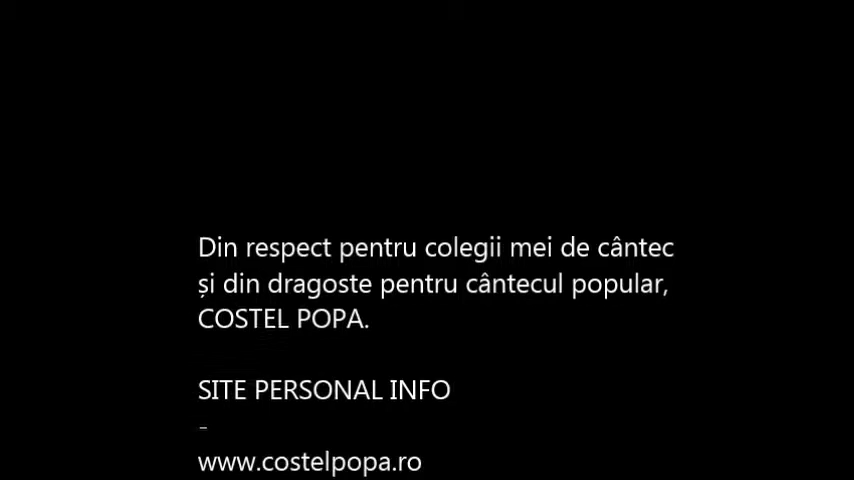 Din respect pentru colegii mei de cântec
și din dragoste pentru cântecul popular,
COSTEL POPA.
SITE PERSONAL INFO
-
www.costelpopa.ro